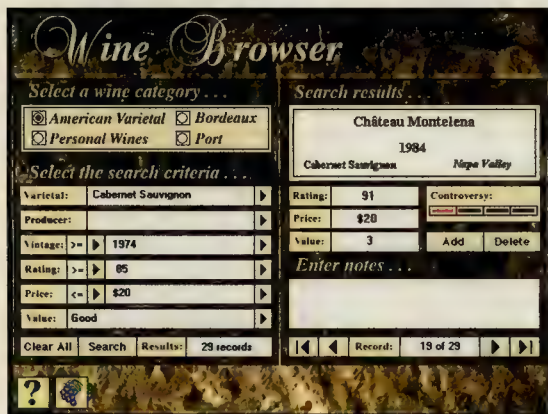 Wine Browser
Select a wine category . . .
American Varietal
Bordeaux
Personal Wines
Port
Select the search criteria . . .
Varietal: Cabernet Sauvignon
Producer:
Vintage: >= 1974
Rating: >= 85
Price: <= $20
Value: Good
Clear All Search Results: 29 records
?
Search results . . .
Château Montelena
1984
Cabernet Sauvignon Napa Valley
Rating: 91 Controversy:
Price: $20
Value: 3 Add Delete
Enter notes . . .
Record: 19 of 29